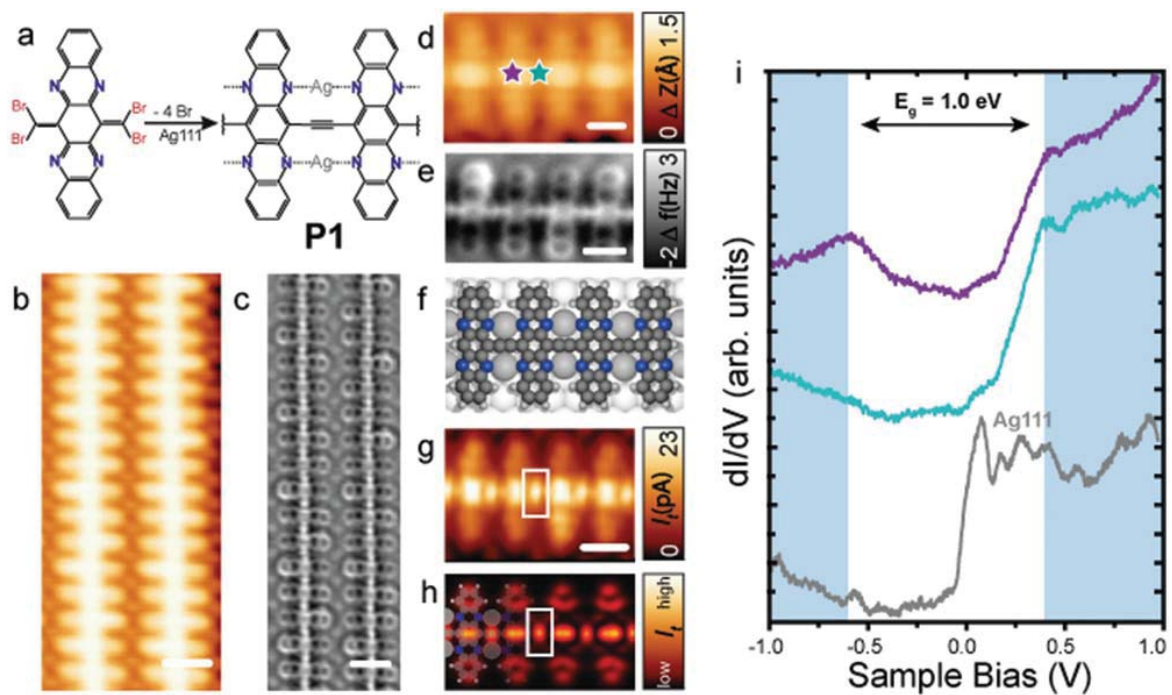 a
Br
Br
Br
Br
N
N
N
N
- 4 Br
Ag111
N
N
N
N
N
N
N
N
Ag
Ag
P1
b
c
d
0 Δ Z(Å) 1.5
e
-2 Δ f(Hz) 3
f
g
0 It(pA) 23
h
low It high
i
Eg = 1.0 eV
Ag111
dI/dV (arb. units)
-1.0
-0.5
0.0
0.5
1.0
Sample Bias (V)